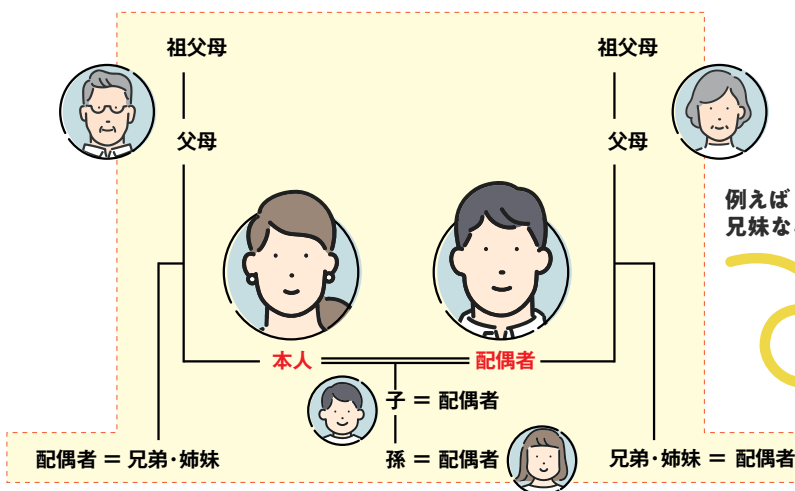 祖父母
祖父母
父母
父母
例えば
兄妹な
本人
配偶者
子 = 配偶者
配偶者 = 兄弟・姉妹
孫 = 配偶者
兄弟・姉妹 = 配偶者